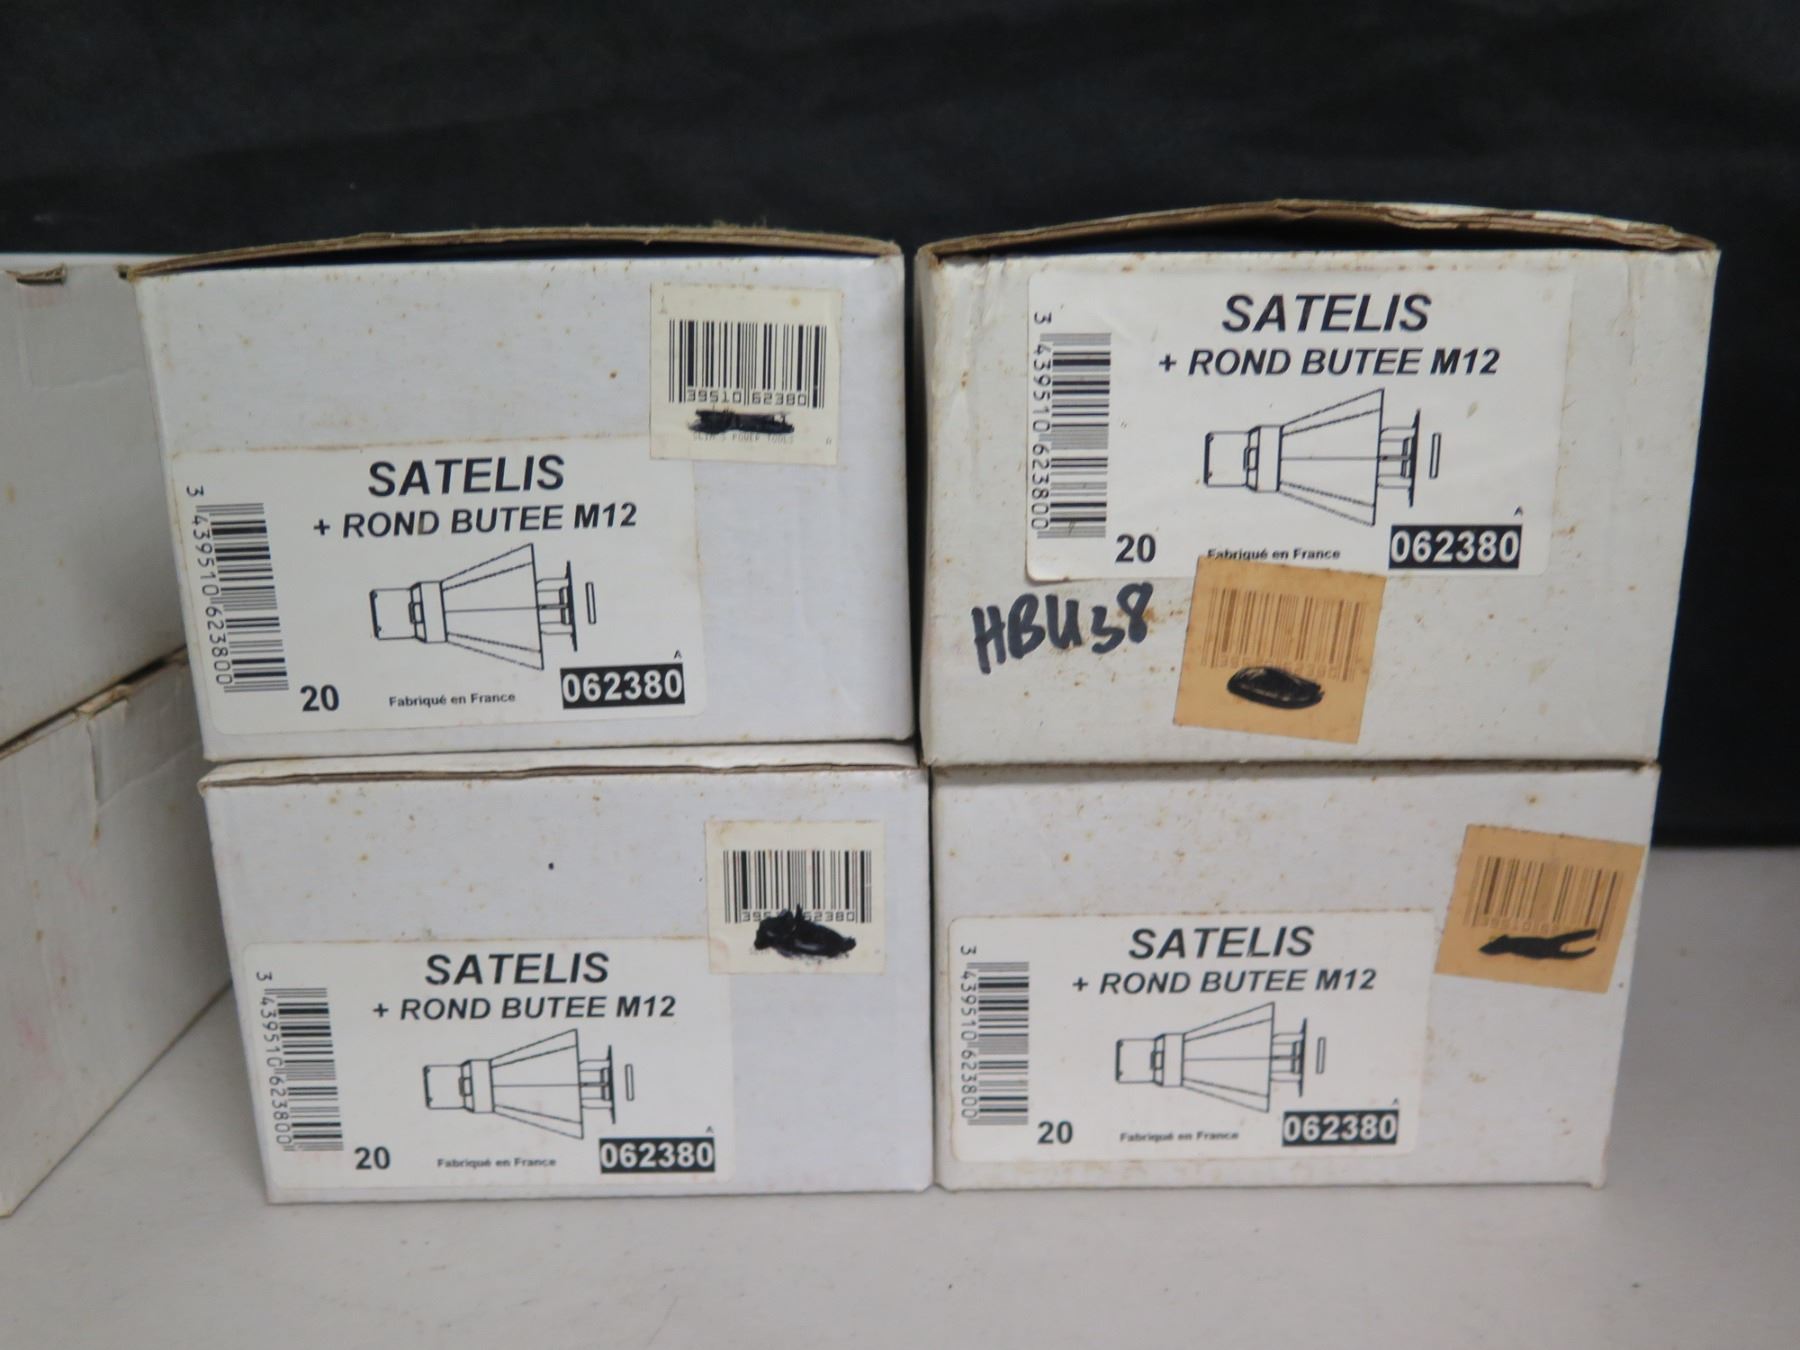 39510 62380
POWER TOOLS
SATELIS
+ ROND BUTEE M12
3 439510 623800
20
Fabriqué en France
A
062380
SATELIS
+ ROND BUTEE M12
3 439510 623800
20
Fabriqué en France
A
062380
HBU38
SATELIS
+ ROND BUTEE M12
3 439510 623800
20
Fabriqué en France
A
062380
SATELIS
+ ROND BUTEE M12
3 439510 623800
20
Fabriqué en France
A
062380